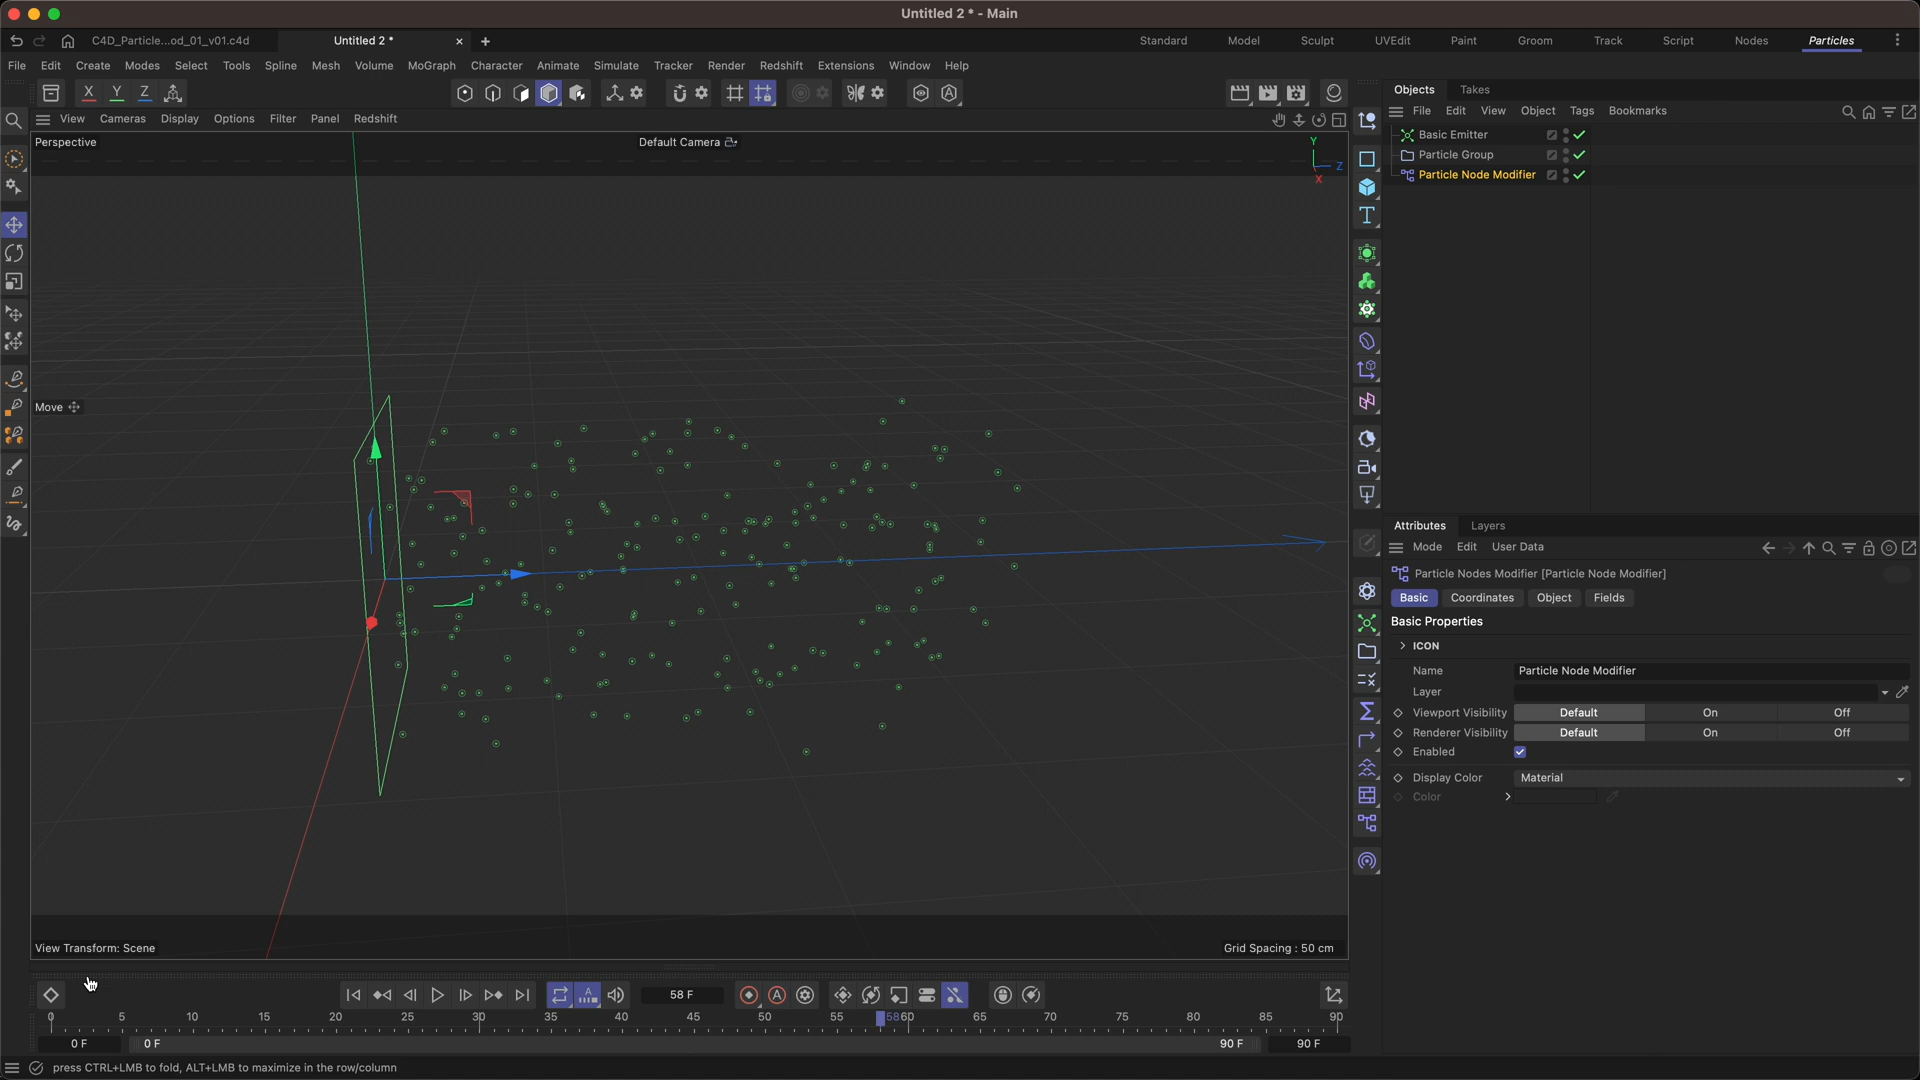 Untitled 2 * - Main
C4D_Particle...od_01_v01.c4d Untitled 2 * Standard Model Sculpt UVEdit Paint Groom Track Script Nodes Particles
File Edit Create Modes Select Tools Spline Mesh Volume MoGraph Character Animate Simulate Tracker Render Redshift Extensions Window Help
X Y Z
Objects Takes
File Edit View Object Tags Bookmarks
View Cameras Display Options Filter Panel Redshift
Perspective Default Camera
Y
Z
X
Basic Emitter
Particle Group
Particle Node Modifier
Move
Attributes Layers
Mode Edit User Data
Particle Nodes Modifier [Particle Node Modifier]
Basic Coordinates Object Fields
Basic Properties
ICON
Name Particle Node Modifier
Layer
Viewport Visibility Default On Off
Renderer Visibility Default On Off
Enabled
Display Color Material
Color
View Transform: Scene Grid Spacing : 50 cm
58 F
0 5 10 15 20 25 30 35 40 45 50 55 5860 65 70 75 80 85 90
0 F 0 F 90 F 90 F
press CTRL+LMB to fold, ALT+LMB to maximize in the row/column